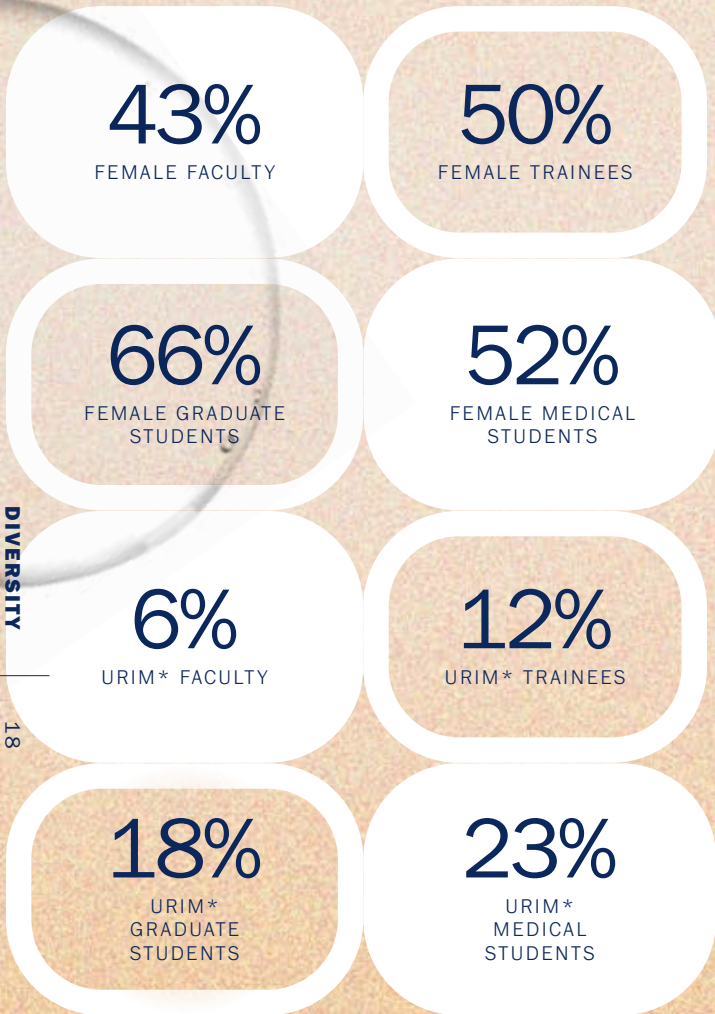 43%
FEMALE FACULTY
50%
FEMALE TRAINEES
66%
FEMALE GRADUATE
STUDENTS
52%
FEMALE MEDICAL
STUDENTS
6%
URIM* FACULTY
12%
URIM* TRAINEES
18%
URIM*
GRADUATE
STUDENTS
23%
URIM*
MEDICAL
STUDENTS
DIVERSITY
18